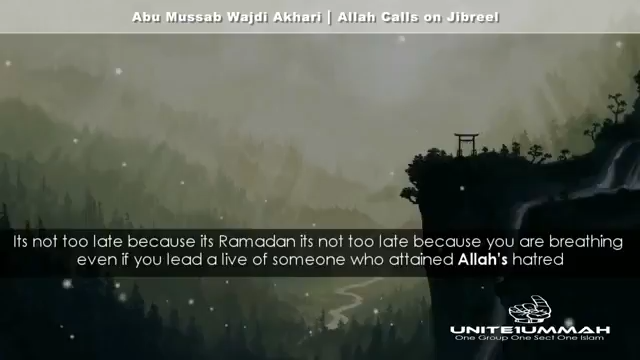 Abu Mussab Wajdi Akhari | Allah Calls on Jibreel
Its not too late because its Ramadan its not too late because you are breathing
even if you lead a live of someone who attained Allah's hatred
UNITE1UMMAH
One Group One Sect One Islam